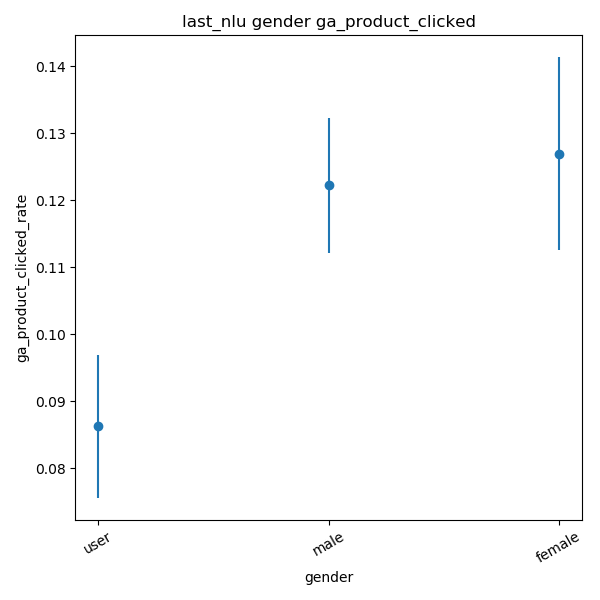 last_nlu gender ga_product_clicked
ga_product_clicked_rate
0.14
0.13
0.12
0.11
0.10
0.09
0.08
user
male
female
gender